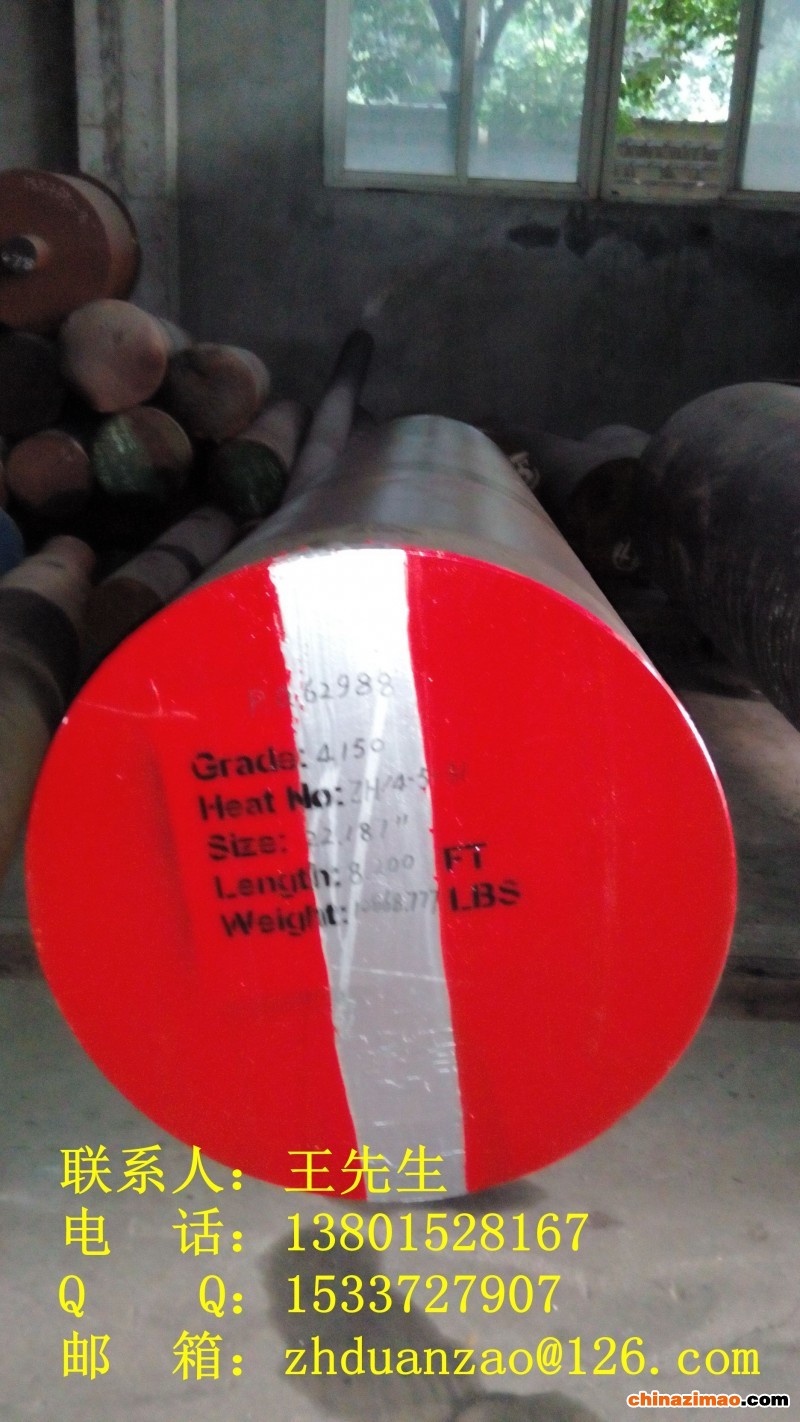 62988
Grade: 4150
Heat No:
Size: 22.187"
Length: 8.200 FT
Weight: LBS
联系人：王先生
电 话：13801528167
Q Q：1533727907
邮 箱：zhduanzao@126.com
chinazimao.com